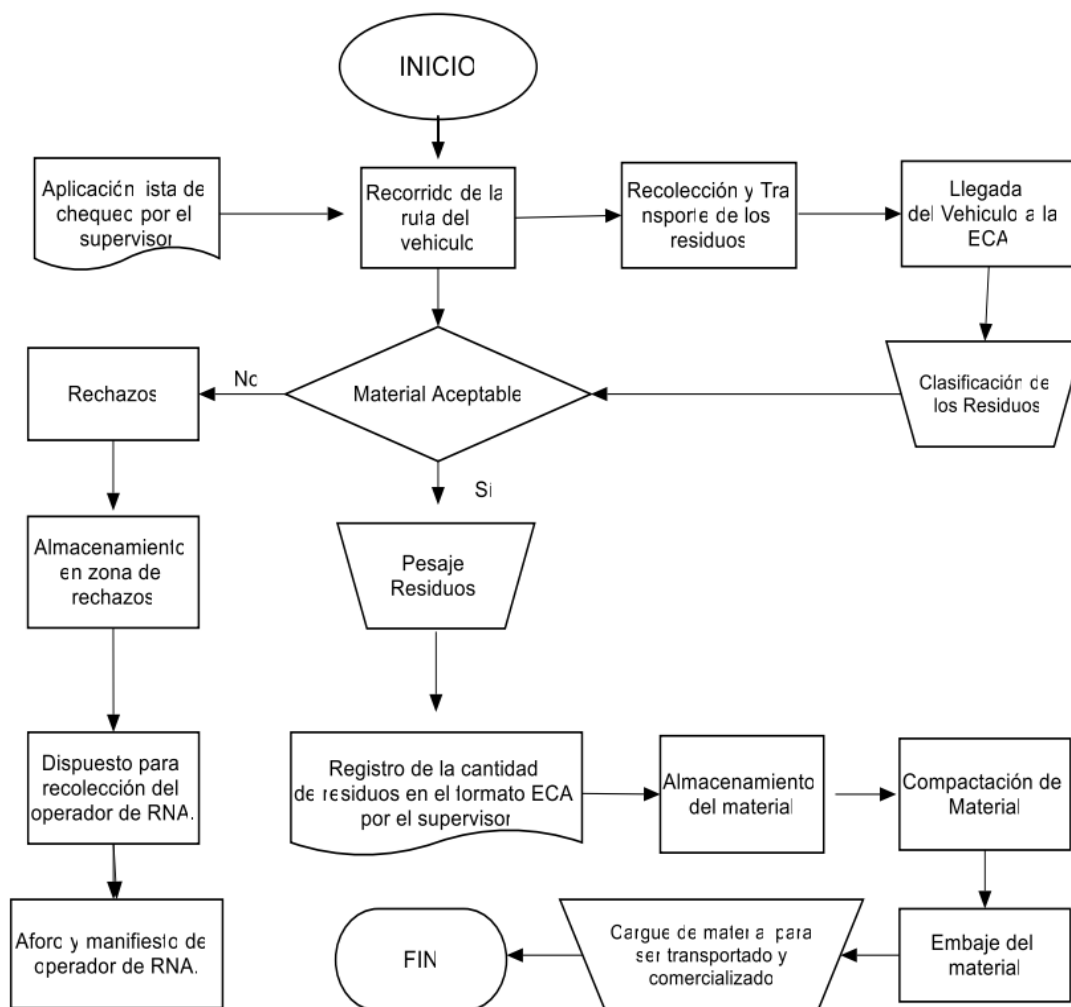 INICIO
Aplicación lista de
chequeo por el
supervisor
Recorrido de la
ruta del
vehiculo
Recolección y Tra
nsporte de los
residuos
Llegada
del Vehiculo a la
ECA
Rechazos
No
Material Aceptable
Clasificación de
los Residuos
Si
Almacenamiento
en zona de
rechazos
Pesaje
Residuos
Dispuesto para
recolección del
operador de RNA.
Registro de la cantidad
de residuos en el formato ECA
por el supervisor
Almacenamiento
del material
Compactación de
Material
Aforo y manifiesto de
operador de RNA.
FIN
Cargue de material para
ser transportado y
comercializado
Embaje del
material